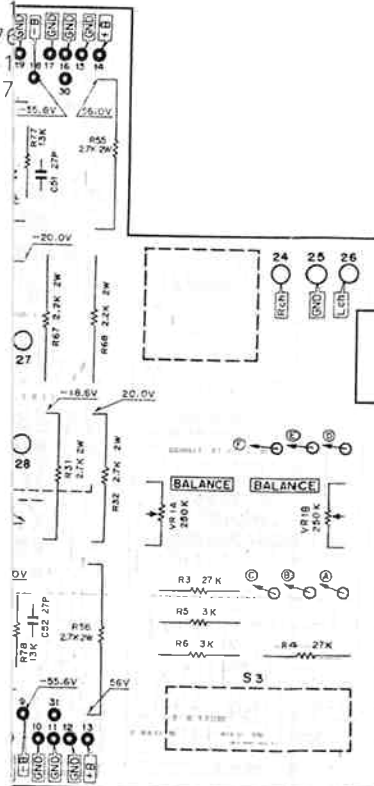 GND
-B
GND
GND
GND
+B
19
18
17
16
15
14
30
-55.6V
56.0V
R77
13K
C51 27P
R55
2.7K 2W
-20.0V
R67 2.2K 2W
R68 2.2K 2W
24 25 26
Rch
GND
Lch
27
-18.6V
20.0V
28
R31
2.7K 2W
R32 2.7K 2W
F E D
BALANCE BALANCE
VR1A
250K
VR1B
250K
0V
R3 27K
C B A
R5 3K
R6 3K
R4 27K
C52 27P
R78
13K
R56
2.7K 2W
S3
-55.6V
56V
9 31
10 11 12 13
-B
GND
GND
GND
+B